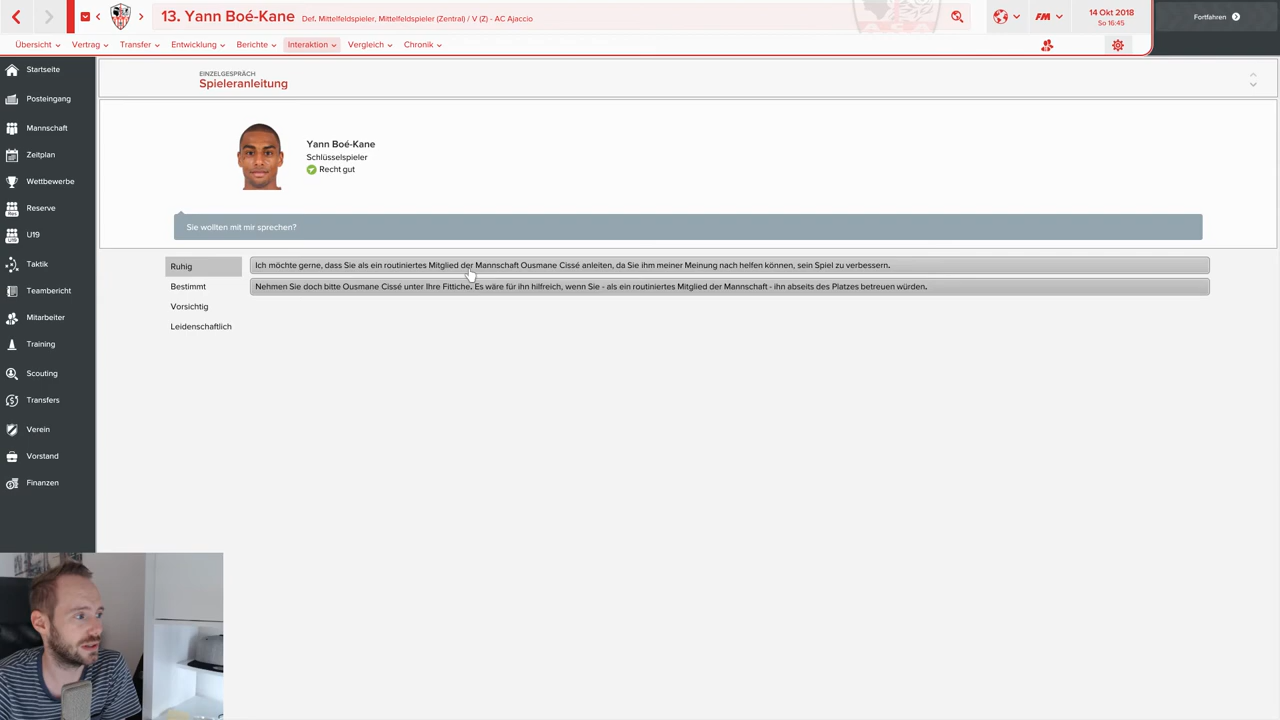 13. Yann Boé-Kane
Def. Mittelfeldspieler, Mittelfeldspieler (Zentral) / V (Z) - AC Ajaccio
FM
14 Okt 2018
So 16:45
Fortfahren
Übersicht
Vertrag
Transfer
Entwicklung
Berichte
Interaktion
Vergleich
Chronik
Startseite
Posteingang
Mannschaft
Zeitplan
Wettbewerbe
Res
Reserve
U19
U19
Taktik
Teambericht
Mitarbeiter
Training
Scouting
Transfers
Verein
Vorstand
Finanzen
EINZELGESPRÄCH
Spieleranleitung
Yann Boé-Kane
Schlüsselspieler
Recht gut
Sie wollten mit mir sprechen?
Ruhig
Bestimmt
Vorsichtig
Leidenschaftlich
Ich möchte gerne, dass Sie als ein routiniertes Mitglied der Mannschaft Ousmane Cissé anleiten, da Sie ihm meiner Meinung nach helfen können, sein Spiel zu verbessern.
Nehmen Sie doch bitte Ousmane Cissé unter Ihre Fittiche. Es wäre für ihn hilfreich, wenn Sie - als ein routiniertes Mitglied der Mannschaft - ihn abseits des Platzes betreuen würden.